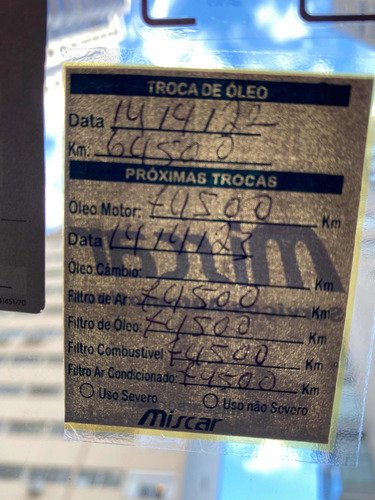 TROCA DE ÓLEO
Data 14/4/22
Km: 64500
PRÓXIMAS TROCAS
Óleo Motor: 74500 Km
Data 14/4/23
Óleo Câmbio: Km
Filtro de Ar: 74500 Km
Filtro de Óleo: 74500 Km
Filtro Combustível 74500 Km
Filtro Ar Condicionado: 74500 Km
Uso Severo Uso não Severo
Miscar